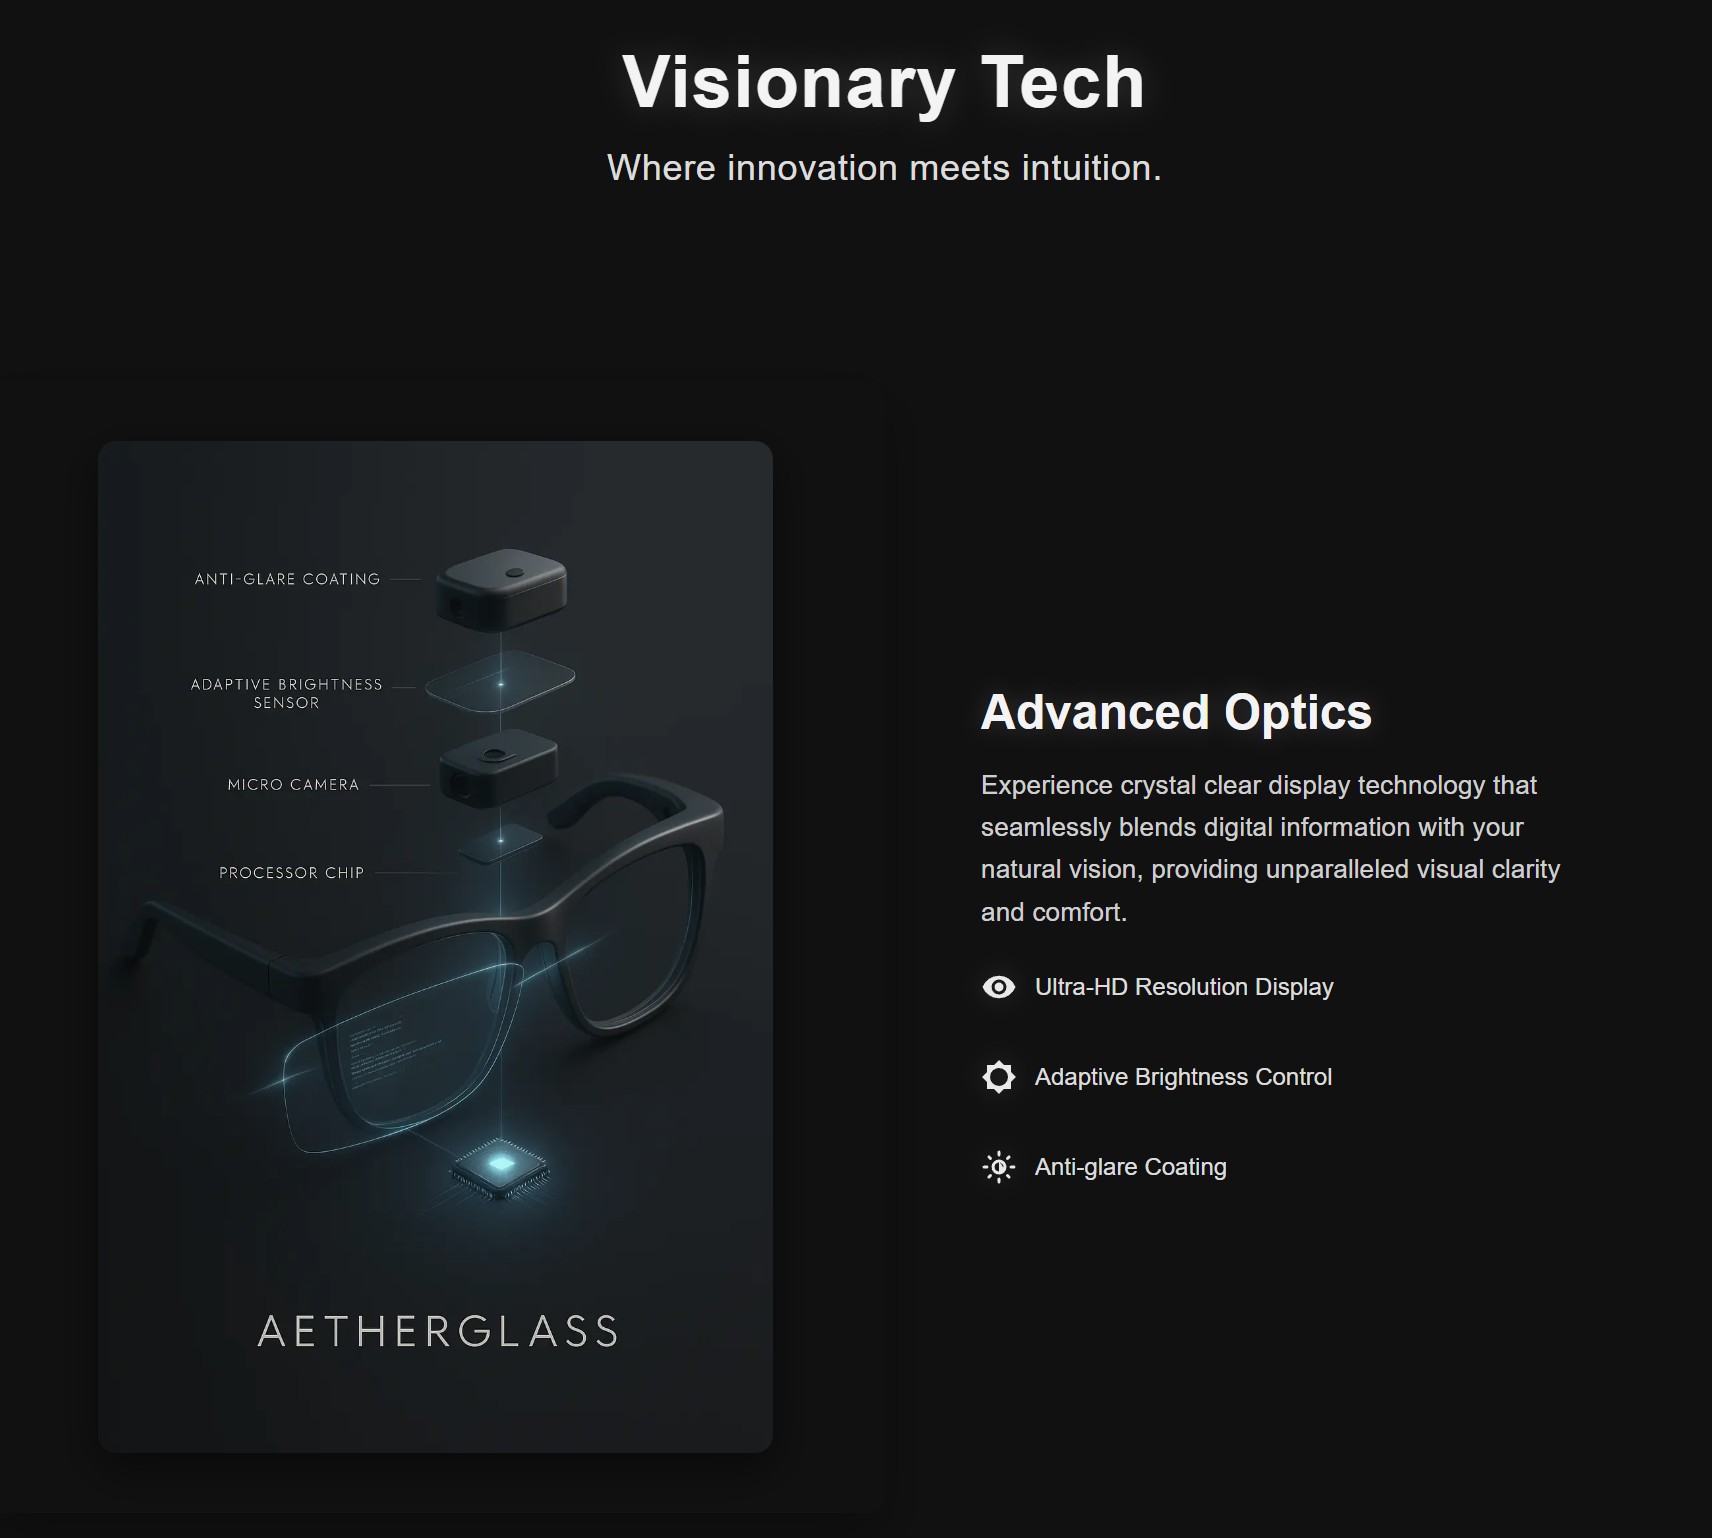 Visionary Tech
Where innovation meets intuition.
ANTI-GLARE COATING
ADAPTIVE BRIGHTNESS
SENSOR
MICRO CAMERA
PROCESSOR CHIP
AETHERGLASS
Advanced Optics
Experience crystal clear display technology that
seamlessly blends digital information with your
natural vision, providing unparalleled visual clarity
and comfort.
Ultra-HD Resolution Display
Adaptive Brightness Control
Anti-glare Coating